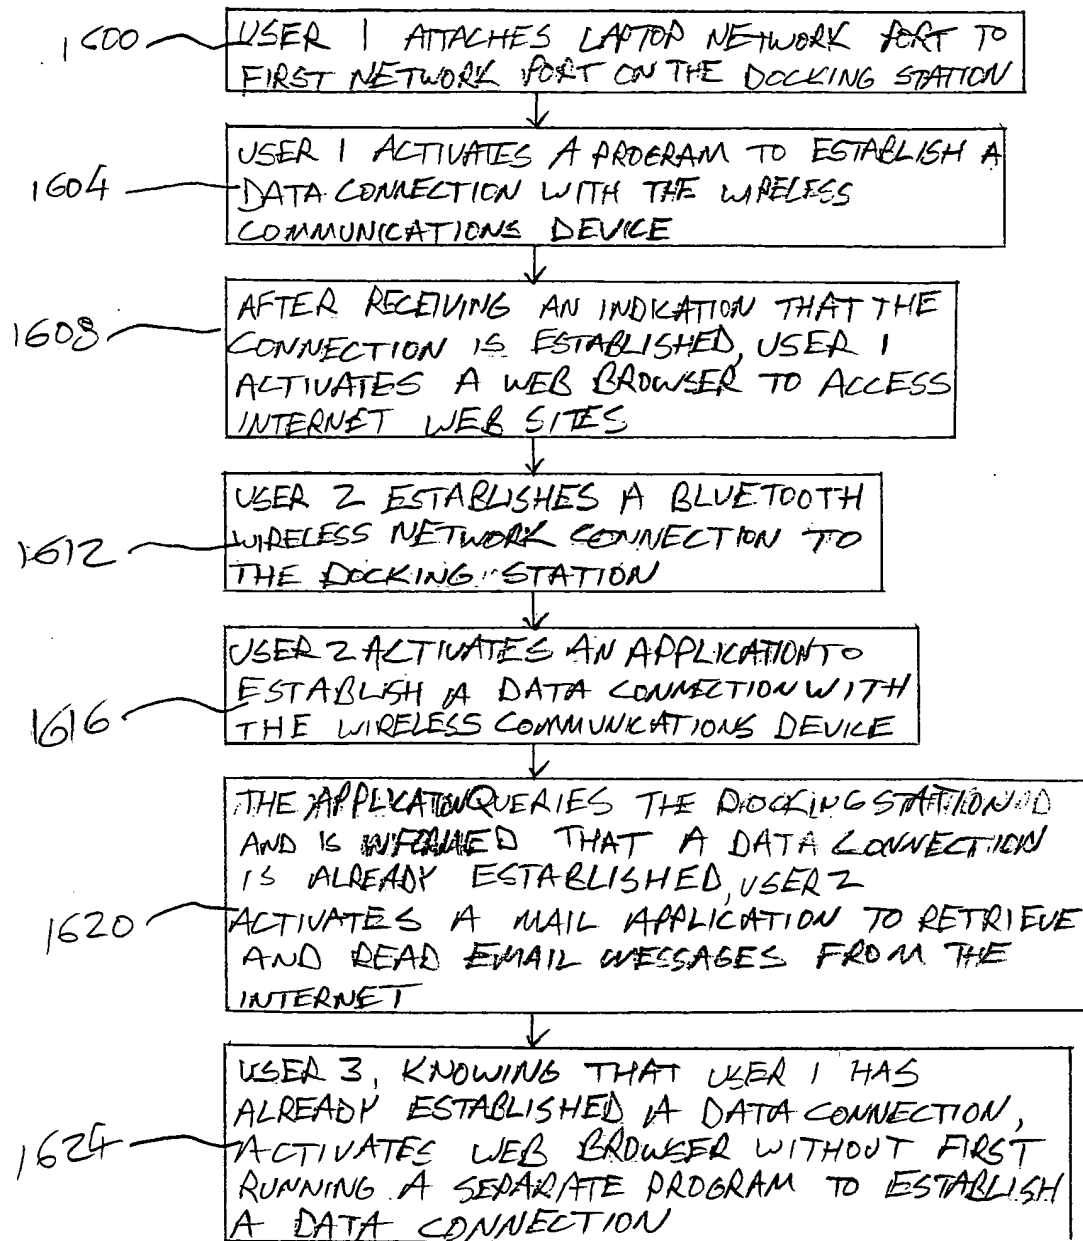 1600
USER 1 ATTACHES LAPTOP NETWORK PORT TO
FIRST NETWORK PORT ON THE DOCKING STATION
1604
USER 1 ACTIVATES A PROGRAM TO ESTABLISH A
DATA CONNECTION WITH THE WIRELESS
COMMUNICATIONS DEVICE
1608
AFTER RECEIVING AN INDICATION THAT THE
CONNECTION IS ESTABLISHED, USER 1
ACTIVATES A WEB BROWSER TO ACCESS
INTERNET WEB SITES
1612
USER 2 ESTABLISHES A BLUETOOTH
WIRELESS NETWORK CONNECTION TO
THE DOCKING STATION
1616
USER 2 ACTIVATES AN APPLICATION TO
ESTABLISH A DATA CONNECTION WITH
THE WIRELESS COMMUNICATIONS DEVICE
1620
THE APPLICATION QUERIES THE DOCKING STATION
AND IS INFORMED THAT A DATA CONNECTION
IS ALREADY ESTABLISHED, USER 2
ACTIVATES A MAIL APPLICATION TO RETRIEVE
AND READ EMAIL MESSAGES FROM THE
INTERNET
1624
USER 3, KNOWING THAT USER 1 HAS
ALREADY ESTABLISHED A DATA CONNECTION,
ACTIVATES WEB BROWSER WITHOUT FIRST
RUNNING A SEPARATE PROGRAM TO ESTABLISH
A DATA CONNECTION